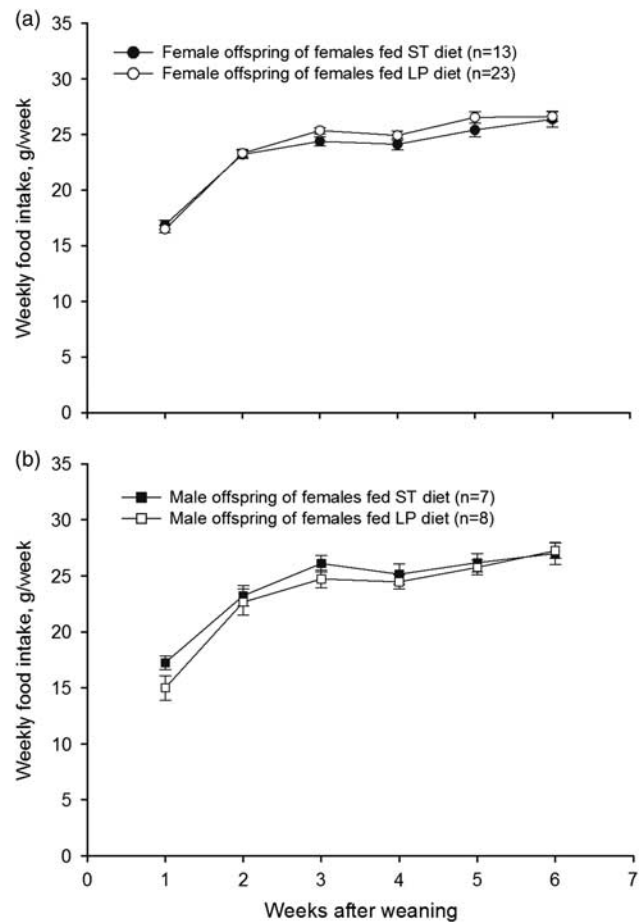 (a)
35
30
25
20
15
10
5
0
Weekly food intake, g/week
Female offspring of females fed ST diet (n=13)
Female offspring of females fed LP diet (n=23)
(b)
35
30
25
20
15
10
5
0
Weekly food intake, g/week
Male offspring of females fed ST diet (n=7)
Male offspring of females fed LP diet (n=8)
0 1 2 3 4 5 6 7
Weeks after weaning